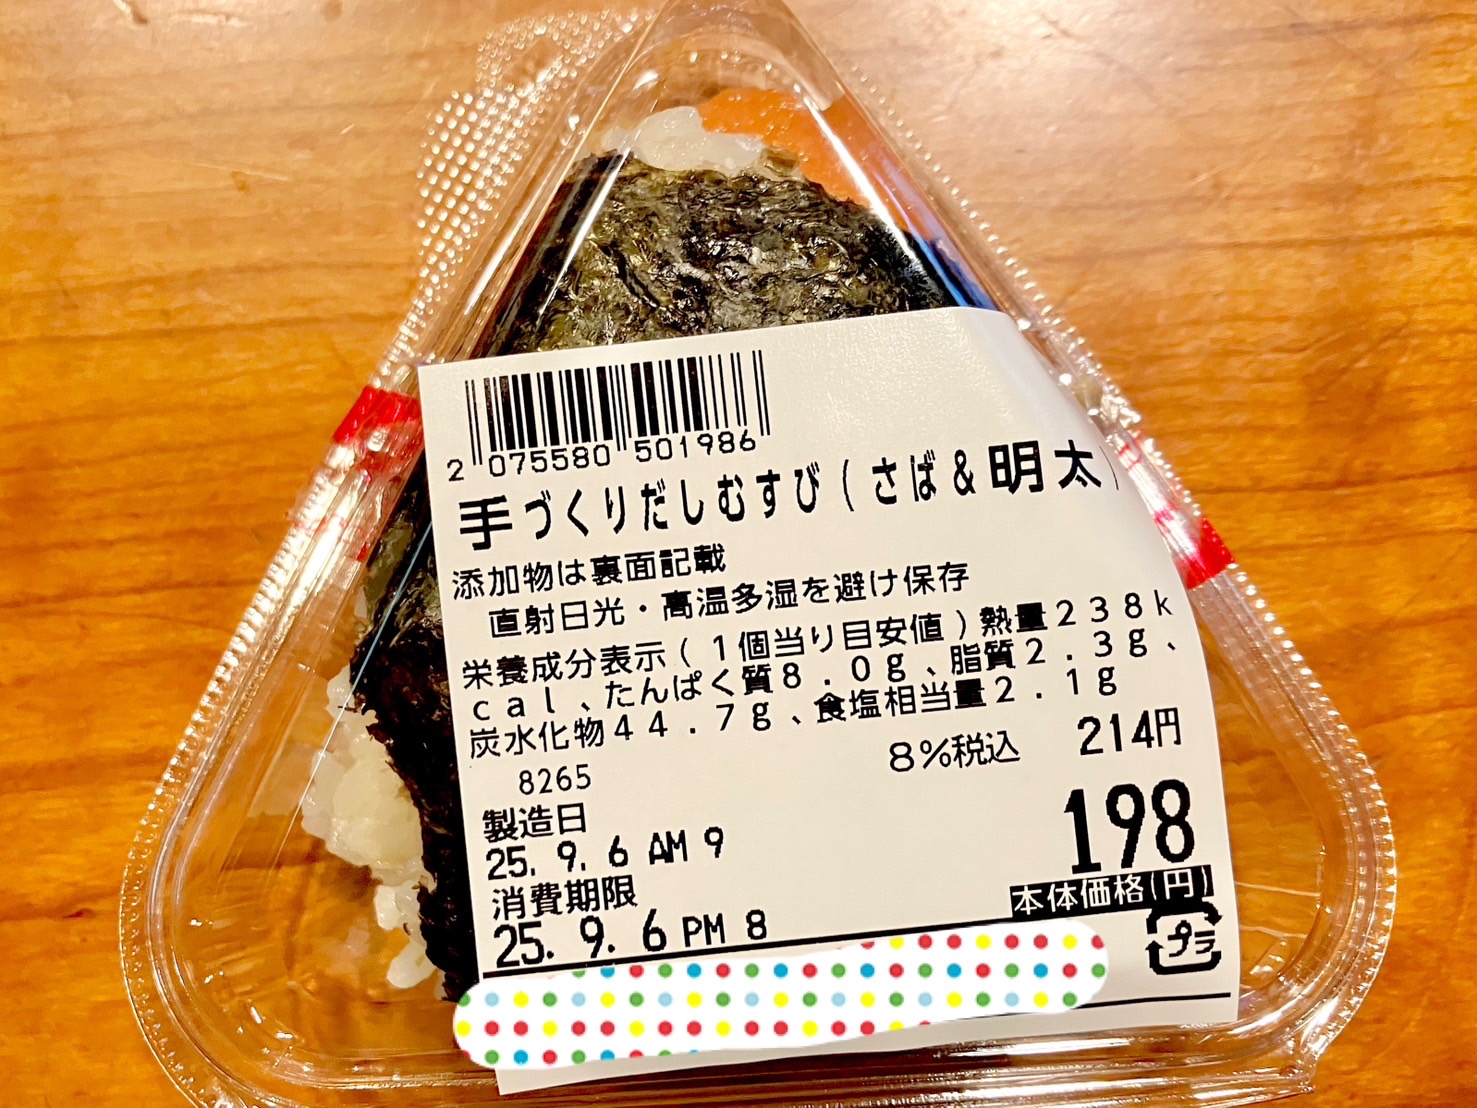 2 075580 501986
手づくりだしむすび(さば&明太)
添加物は裏面記載
直射日光・高温多湿を避け保存
栄養成分表示(1個当り目安値)熱量238k
cal、たんぱく質8.0g、脂質2.3g、
炭水化物44.7g、食塩相当量2.1g
8265
8%税込 214円
製造日
25. 9. 6 AM 9
198
消費期限
本体価格(円)
25. 9. 6 PM 8
プラ